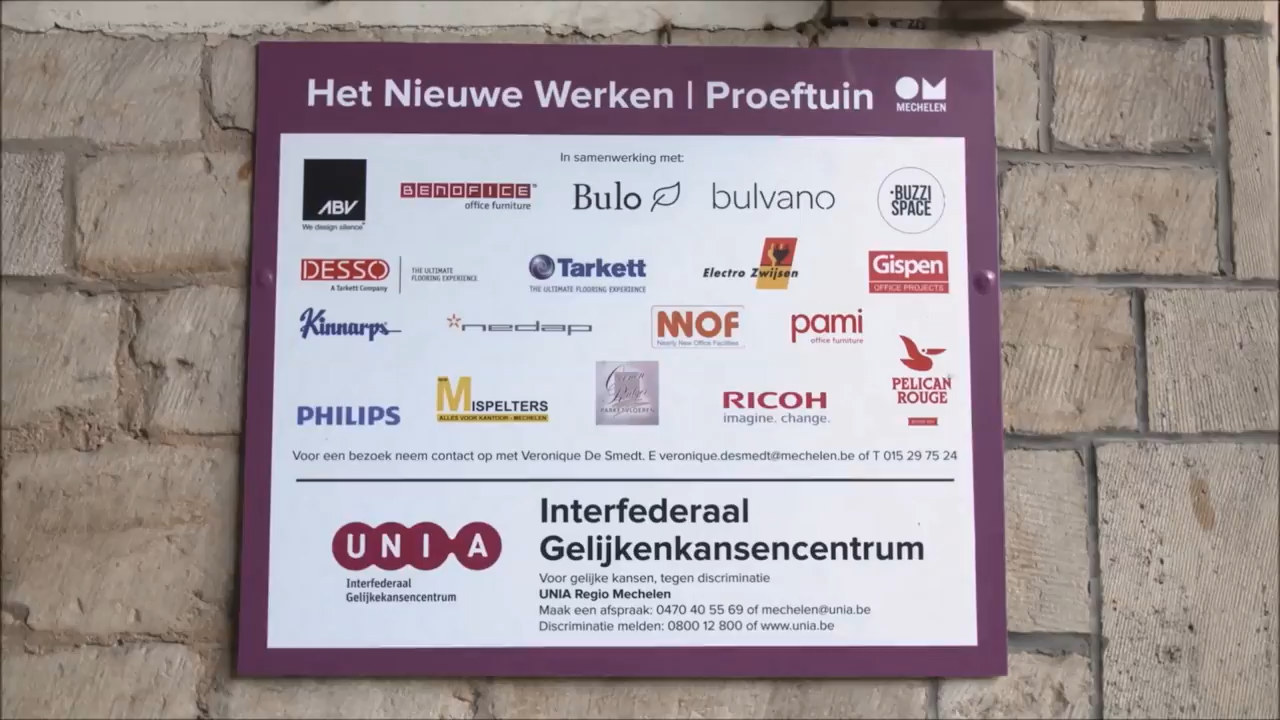 Het Nieuwe Werken | Proeftuin
OM
MECHELEN
In samenwerking met:
ABV
We design silence
BENOFICE
office furniture
Bulo
bulvano
BUZZI
SPACE
DESSO
A Tarkett Company
THE ULTIMATE
FLOORING EXPERIENCE
Tarkett
THE ULTIMATE FLOORING EXPERIENCE
Electro Zwijsen
Gispen
OFFICE PROJECTS
Kinnarps
nedap
NNOF
Nearly New Office Facilities
pami
office furniture
PHILIPS
MISPELTERS
ALLES VOOR KANTOOR - MECHELEN
PARKETVLOEREN
RICOH
imagine. change.
PELICAN
ROUGE
Voor een bezoek neem contact op met Veronique De Smedt. E veronique.desmedt@mechelen.be of T 015 29 75 24
UNIA
Interfederaal
Gelijkekansencentrum
Interfederaal
Gelijkenkansencentrum
Voor gelijke kansen, tegen discriminatie
UNIA Regio Mechelen
Maak een afspraak: 0470 40 55 69 of mechelen@unia.be
Discriminatie melden: 0800 12 800 of www.unia.be